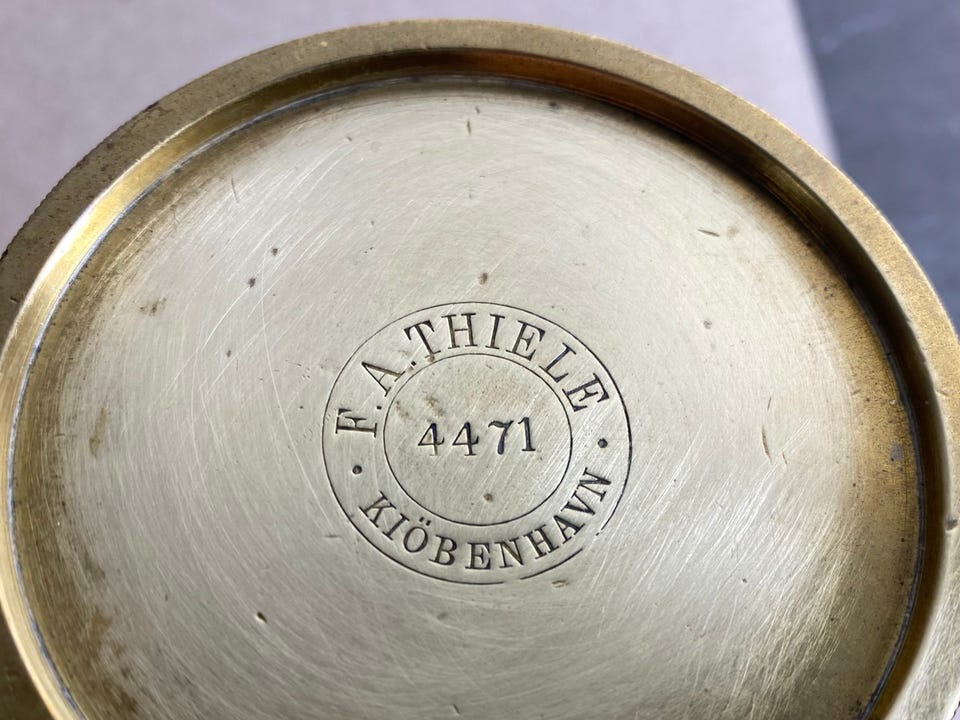 F. A. THIELE
4471
• KIÖBENHAVN •